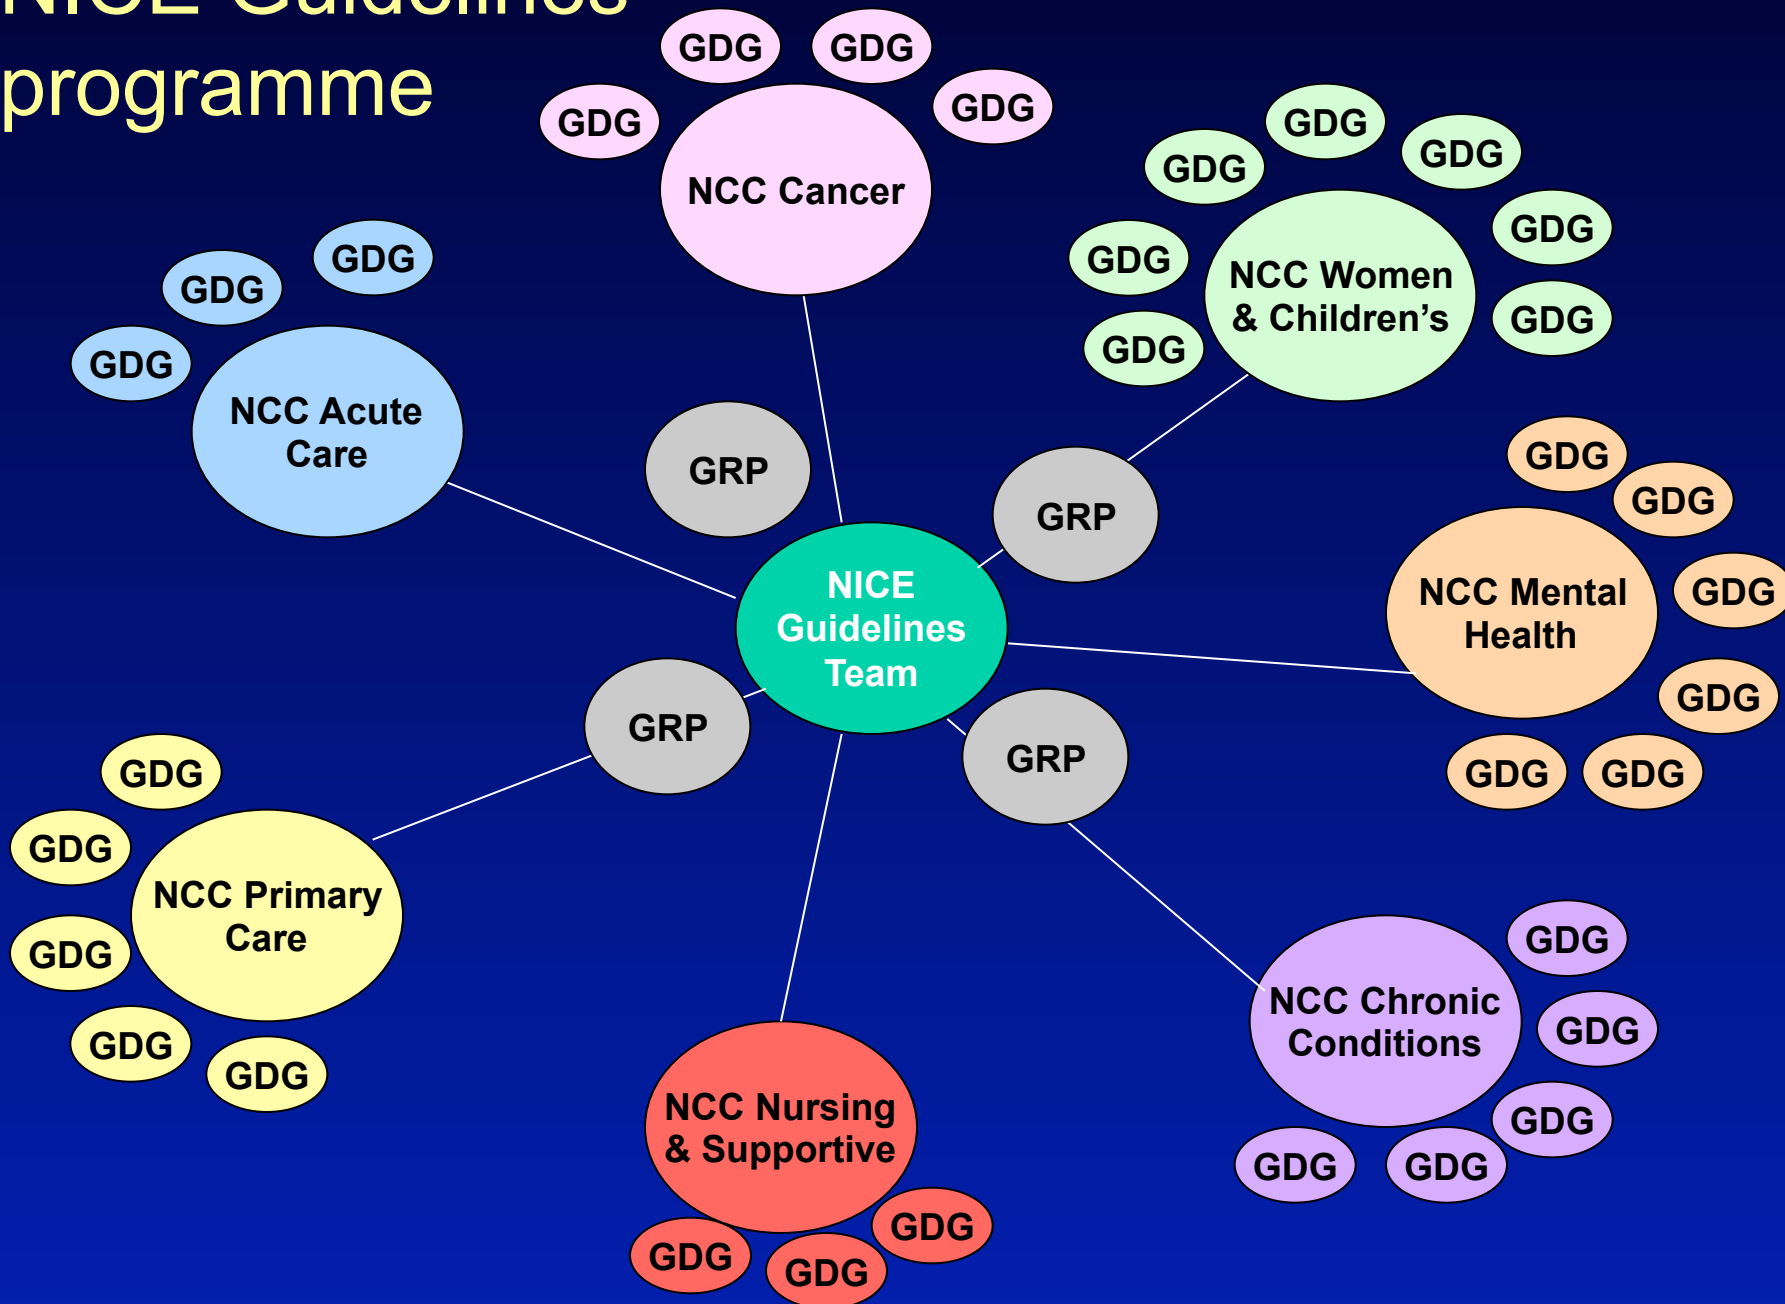 NICE Guidelines
programme
GDG
GDG
GDG
GDG
NCC Cancer
GDG
GDG
GDG
GDG
GDG
GDG
GDG
NCC Women
& Children’s
GDG
GDG
GDG
NCC Acute
Care
GRP
GRP
GRP
GRP
NICE
Guidelines
Team
GDG
GDG
GDG
GDG
GDG
GDG
NCC Mental
Health
GDG
GDG
GDG
GDG
GDG
NCC Primary
Care
NCC Nursing
& Supportive
GDG
GDG
GDG
NCC Chronic
Conditions
GDG
GDG
GDG
GDG
GDG